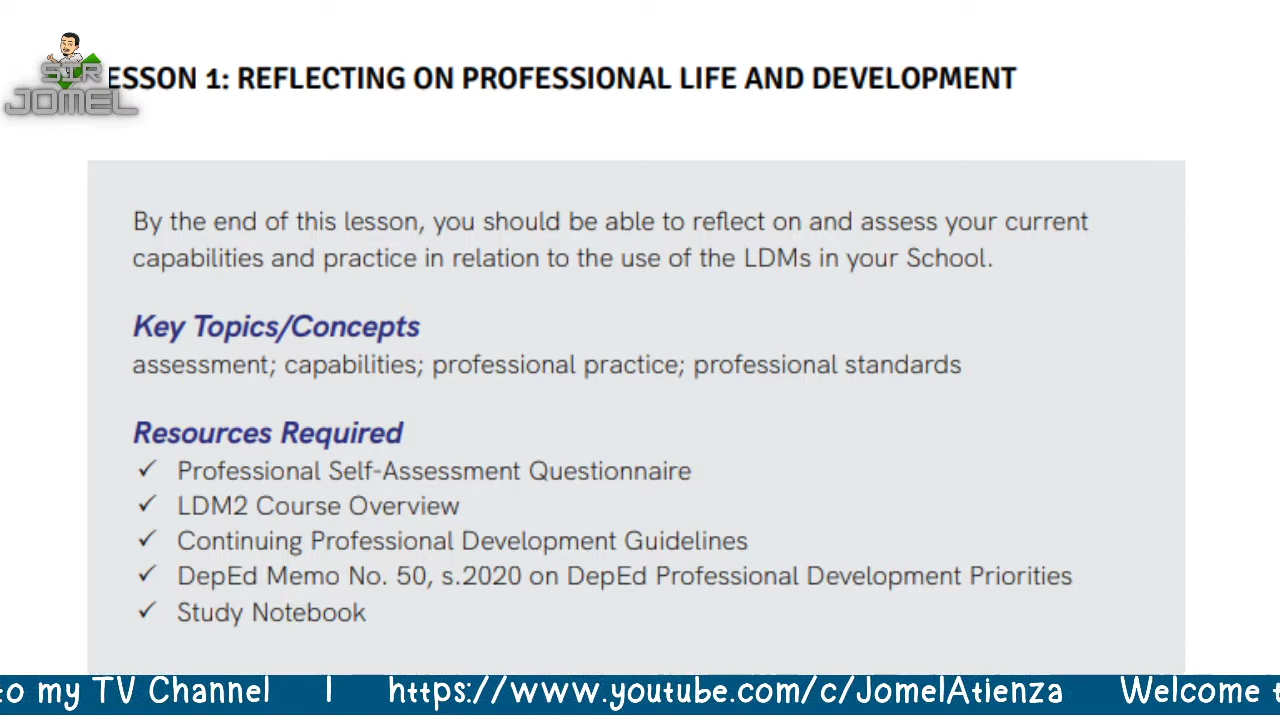 SIR
JOMEL
ESSON 1: REFLECTING ON PROFESSIONAL LIFE AND DEVELOPMENT
By the end of this lesson, you should be able to reflect on and assess your current
capabilities and practice in relation to the use of the LDMs in your School.
Key Topics/Concepts
assessment; capabilities; professional practice; professional standards
Resources Required
✓ Professional Self-Assessment Questionnaire
✓ LDM2 Course Overview
✓ Continuing Professional Development Guidelines
✓ DepEd Memo No. 50, s.2020 on DepEd Professional Development Priorities
✓ Study Notebook
to my TV Channel | https://www.youtube.com/c/JomelAtienza Welcome t